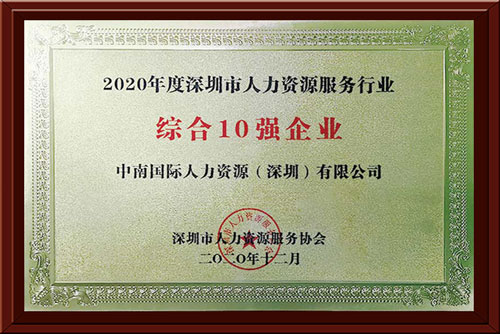 2020年度深圳市人力资源服务行业
综合10强企业
中南国际人力资源（深圳）有限公司
深圳市人力资源服务协会
二〇二〇年十二月